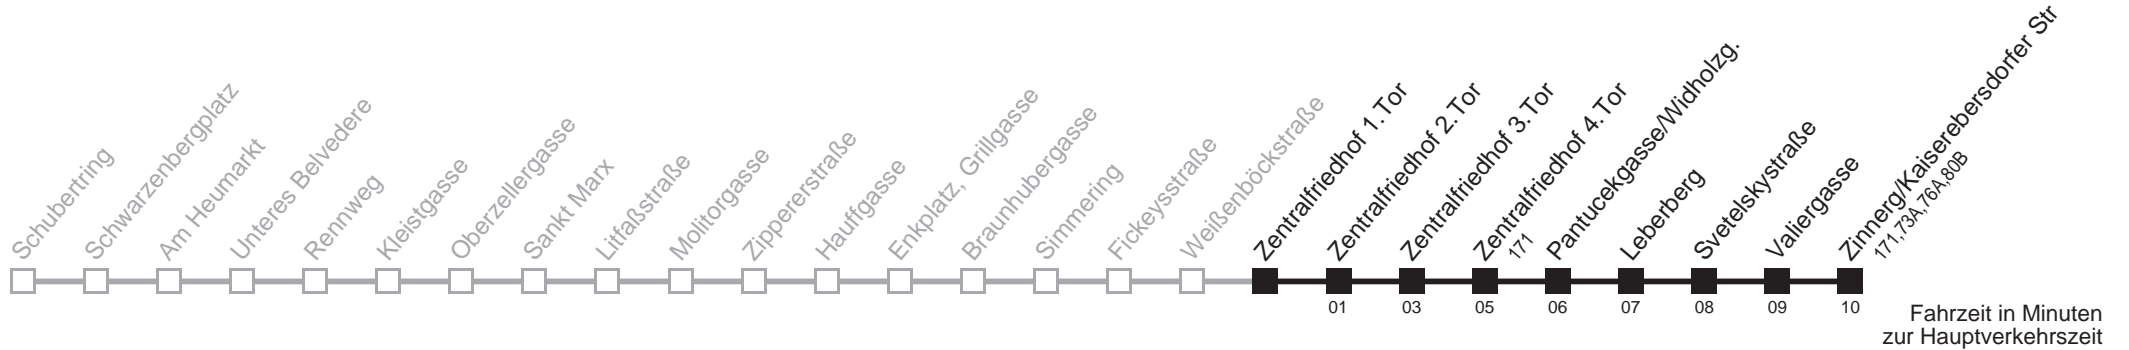 Schubertring
Schwarzenbergplatz
Am Heumarkt
Unteres Belvedere
Rennweg
Kleistgasse
Oberzellergasse
Sankt Marx
Litfaßstraße
Molitorgasse
Zippererstraße
Hauffgasse
Enkplatz, Grillgasse
Braunhubergasse
Simmering
Fickeysstraße
Weißenböckstraße
Zentralfriedhof 1.Tor
Zentralfriedhof 2.Tor
Zentralfriedhof 3.Tor
Zentralfriedhof 4.Tor
171
Pantucekgasse/Widholzg.
Leberberg
Svetelskystraße
Valiergasse
Zinnerg/Kaiserebersdorfer Str
171,73A,76A,80B
01 03 05 06 07 08 09 10
Fahrzeit in Minuten
zur Hauptverkehrszeit